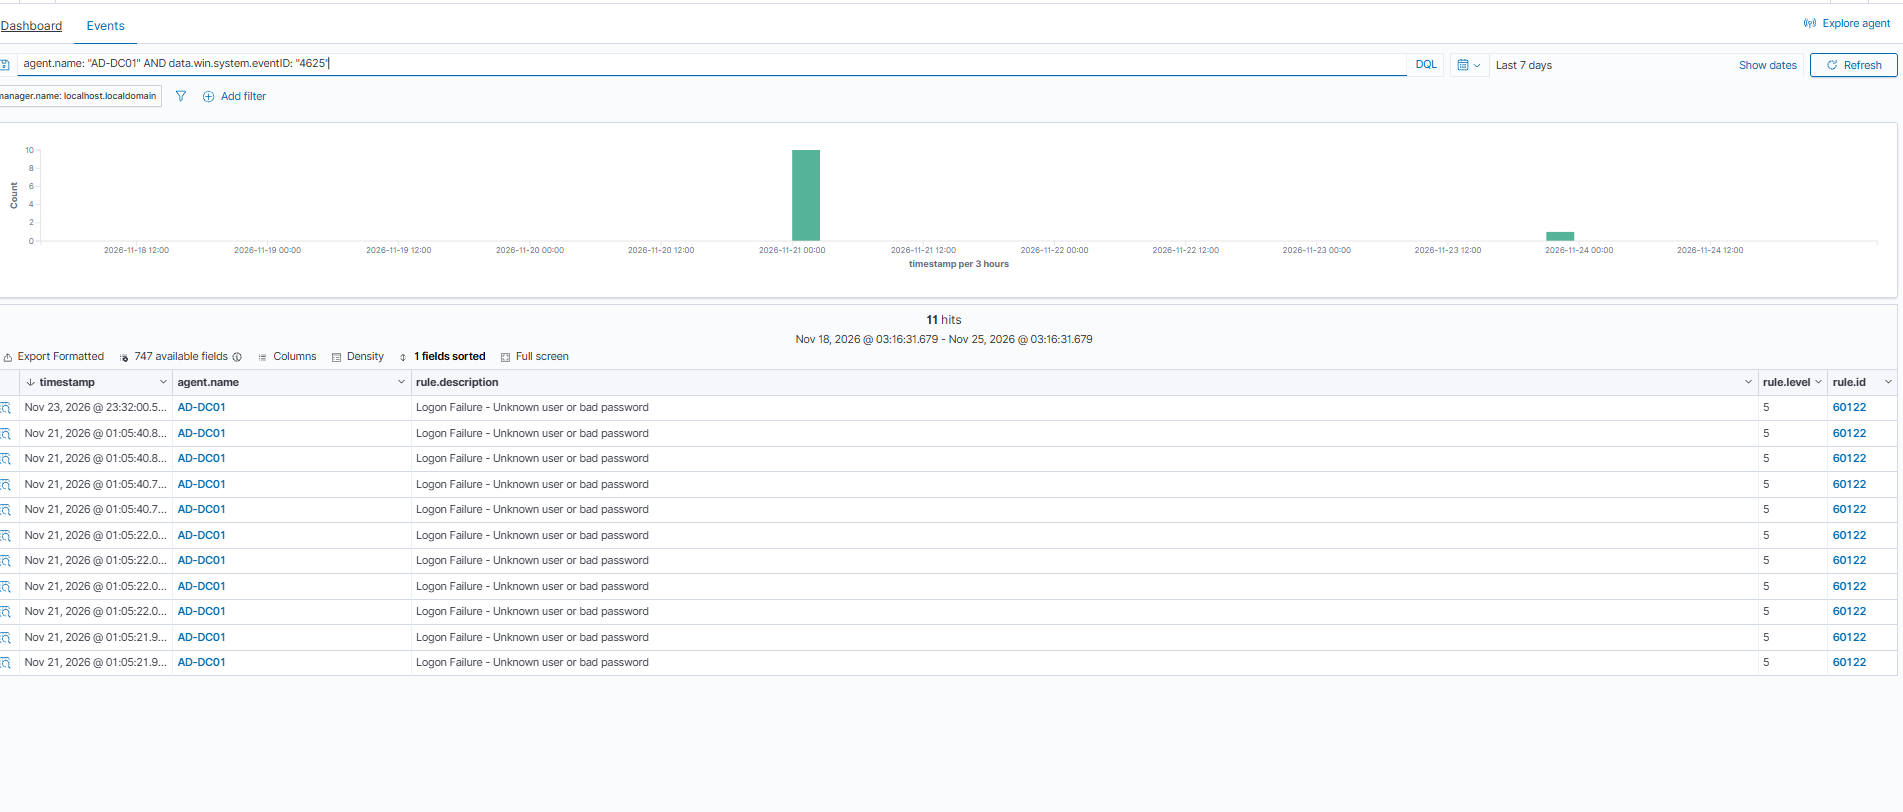 Dashboard Events Explore agent
agent.name: "AD-DC01" AND data.win.system.eventID: "4625" DQL Last 7 days Show dates Refresh
manager.name: localhost.localdomain Add filter
Count
10
8
6
4
2
0
2026-11-18 12:00 2026-11-19 00:00 2026-11-19 12:00 2026-11-20 00:00 2026-11-20 12:00 2026-11-21 00:00 2026-11-21 12:00 2026-11-22 00:00 2026-11-22 12:00 2026-11-23 00:00 2026-11-23 12:00 2026-11-24 00:00 2026-11-24 12:00
timestamp per 3 hours
11 hits
Nov 18, 2026 @ 03:16:31.679 - Nov 25, 2026 @ 03:16:31.679
Export Formatted 747 available fields Columns Density 1 fields sorted Full screen
timestamp agent.name rule.description rule.level rule.id
Nov 23, 2026 @ 23:32:00.5... AD-DC01 Logon Failure - Unknown user or bad password 5 60122
Nov 21, 2026 @ 01:05:40.8... AD-DC01 Logon Failure - Unknown user or bad password 5 60122
Nov 21, 2026 @ 01:05:40.8... AD-DC01 Logon Failure - Unknown user or bad password 5 60122
Nov 21, 2026 @ 01:05:40.7... AD-DC01 Logon Failure - Unknown user or bad password 5 60122
Nov 21, 2026 @ 01:05:40.7... AD-DC01 Logon Failure - Unknown user or bad password 5 60122
Nov 21, 2026 @ 01:05:22.0... AD-DC01 Logon Failure - Unknown user or bad password 5 60122
Nov 21, 2026 @ 01:05:22.0... AD-DC01 Logon Failure - Unknown user or bad password 5 60122
Nov 21, 2026 @ 01:05:22.0... AD-DC01 Logon Failure - Unknown user or bad password 5 60122
Nov 21, 2026 @ 01:05:22.0... AD-DC01 Logon Failure - Unknown user or bad password 5 60122
Nov 21, 2026 @ 01:05:21.9... AD-DC01 Logon Failure - Unknown user or bad password 5 60122
Nov 21, 2026 @ 01:05:21.9... AD-DC01 Logon Failure - Unknown user or bad password 5 60122